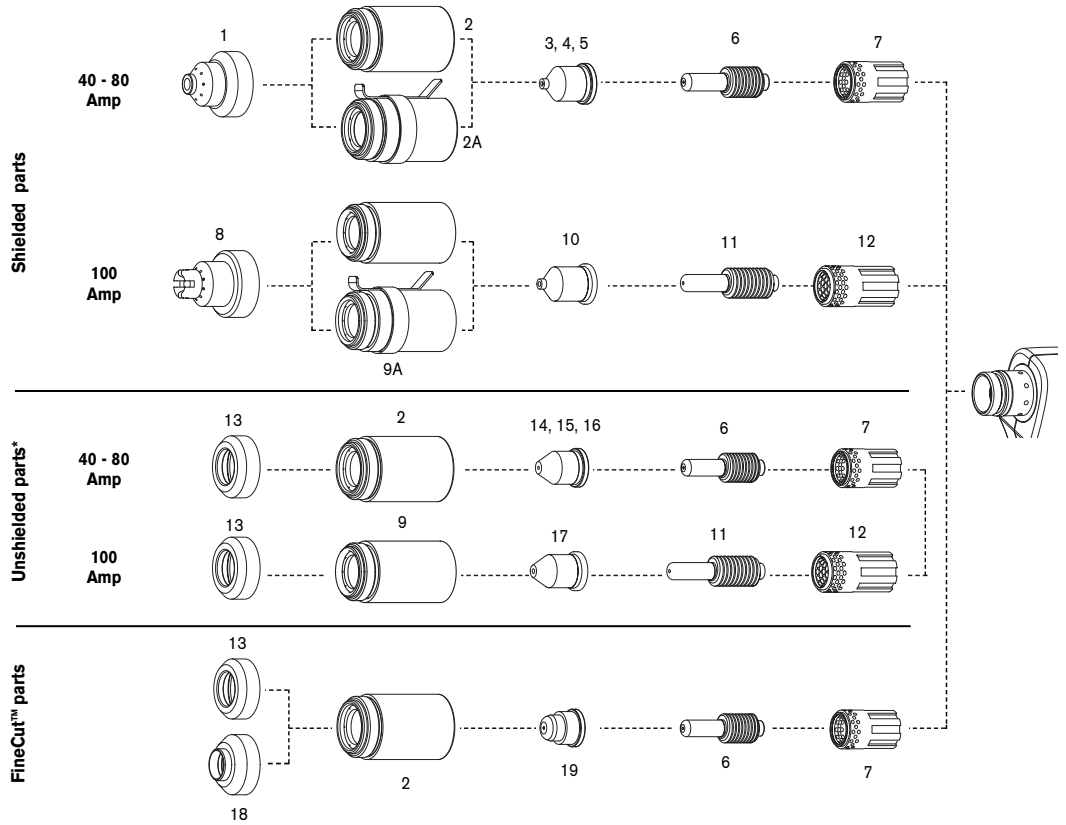 Shielded parts
40 - 80
Amp
1
2
2A
3, 4, 5
6
7
100
Amp
8
9A
10
11
12
Unshielded parts*
40 - 80
Amp
13
2
14, 15, 16
6
7
100
Amp
13
9
17
11
12
FineCut™ parts
13
18
2
19
6
7